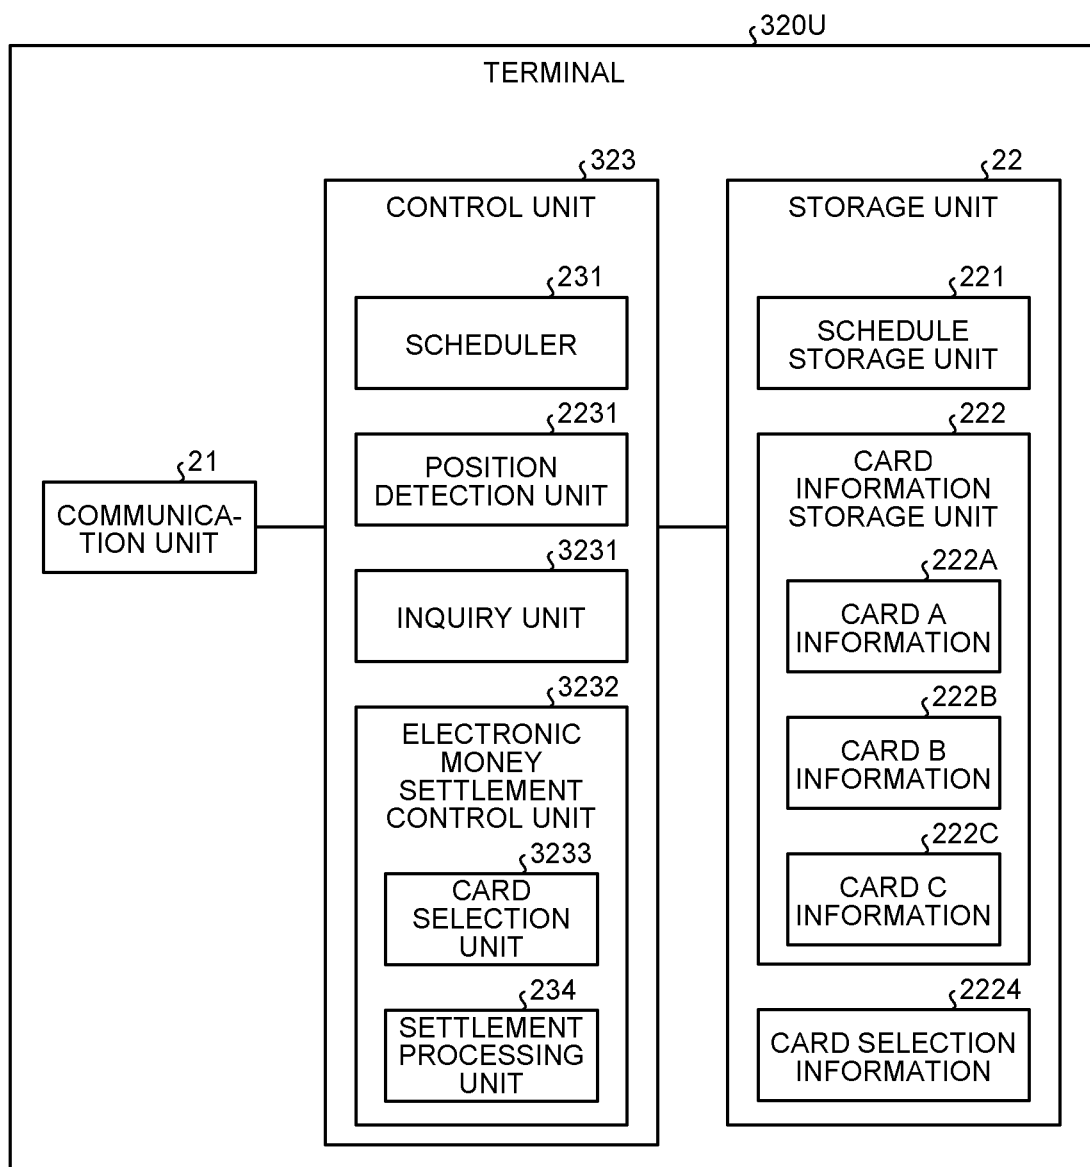 320U
TERMINAL
323
CONTROL UNIT
231
SCHEDULER
2231
POSITION
DETECTION UNIT
21
COMMUNICA-
TION UNIT
3231
INQUIRY UNIT
3232
ELECTRONIC
MONEY
SETTLEMENT
CONTROL UNIT
3233
CARD
SELECTION
UNIT
234
SETTLEMENT
PROCESSING
UNIT
22
STORAGE UNIT
221
SCHEDULE
STORAGE UNIT
222
CARD
INFORMATION
STORAGE UNIT
222A
CARD A
INFORMATION
222B
CARD B
INFORMATION
222C
CARD C
INFORMATION
2224
CARD SELECTION
INFORMATION